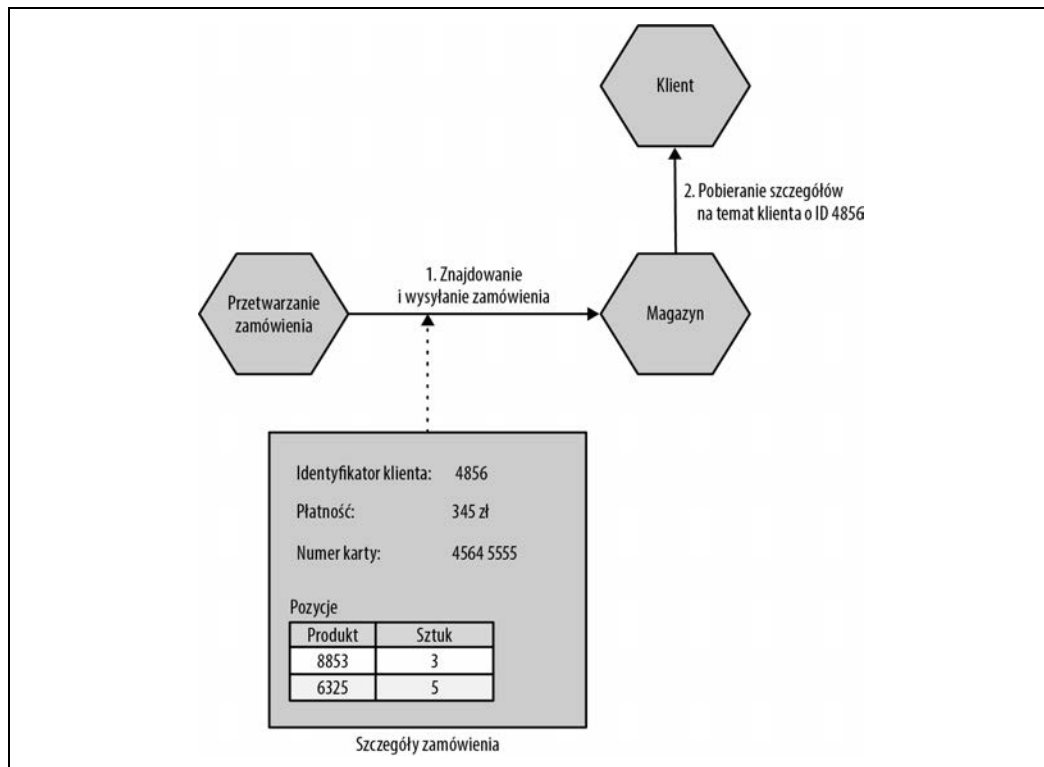 Klient
2. Pobieranie szczegółów
na temat klienta o ID 4856
1. Znajdowanie
i wysyłanie zamówienia
Przetwarzanie
zamówienia
Magazyn
Identyfikator klienta: 4856
Płatność: 345 zł
Numer karty: 4564 5555
Pozycje
Produkt Sztuk
8853 3
6325 5
Szczegóły zamówienia